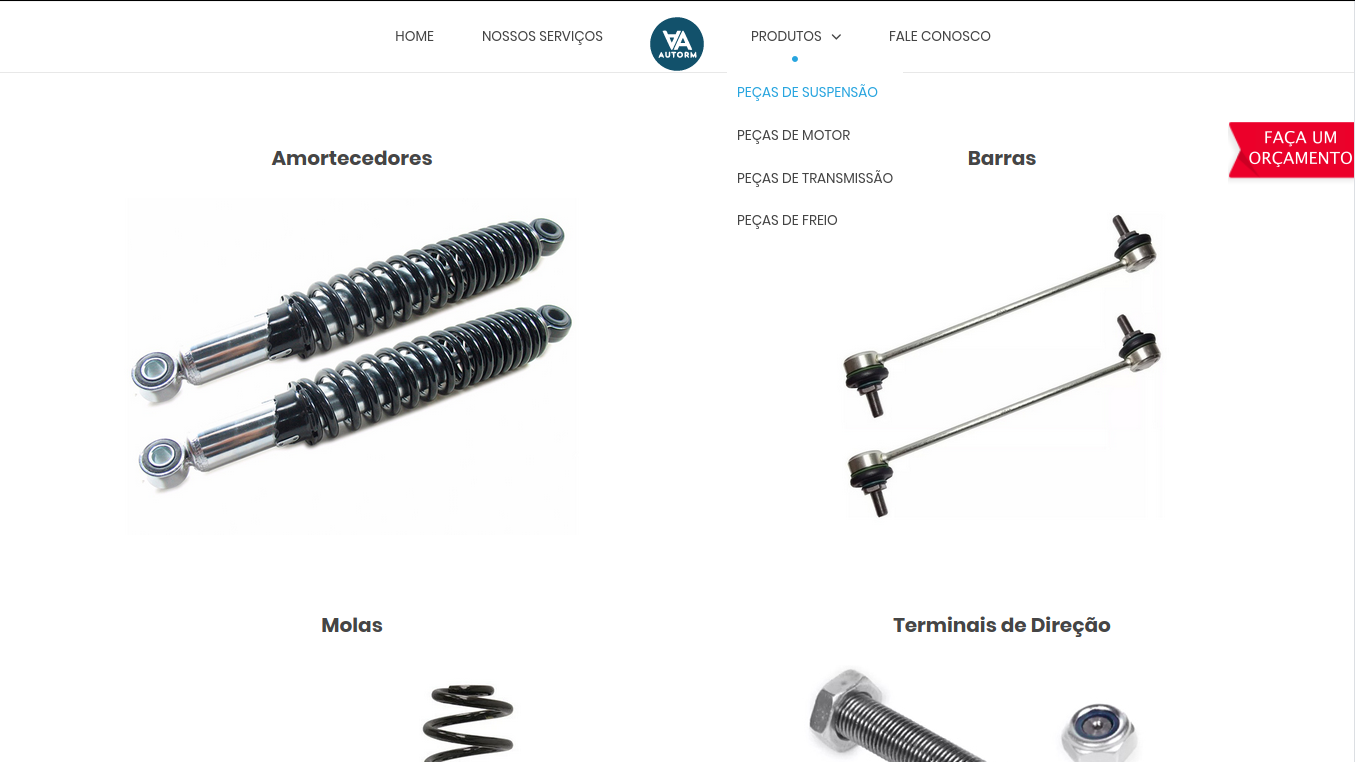 HOME
NOSSOS SERVIÇOS
AUTORM
PRODUTOS
FALE CONOSCO
PEÇAS DE SUSPENSÃO
PEÇAS DE MOTOR
PEÇAS DE TRANSMISSÃO
PEÇAS DE FREIO
FAÇA UM
ORÇAMENTO
Amortecedores
Barras
Molas
Terminais de Direção